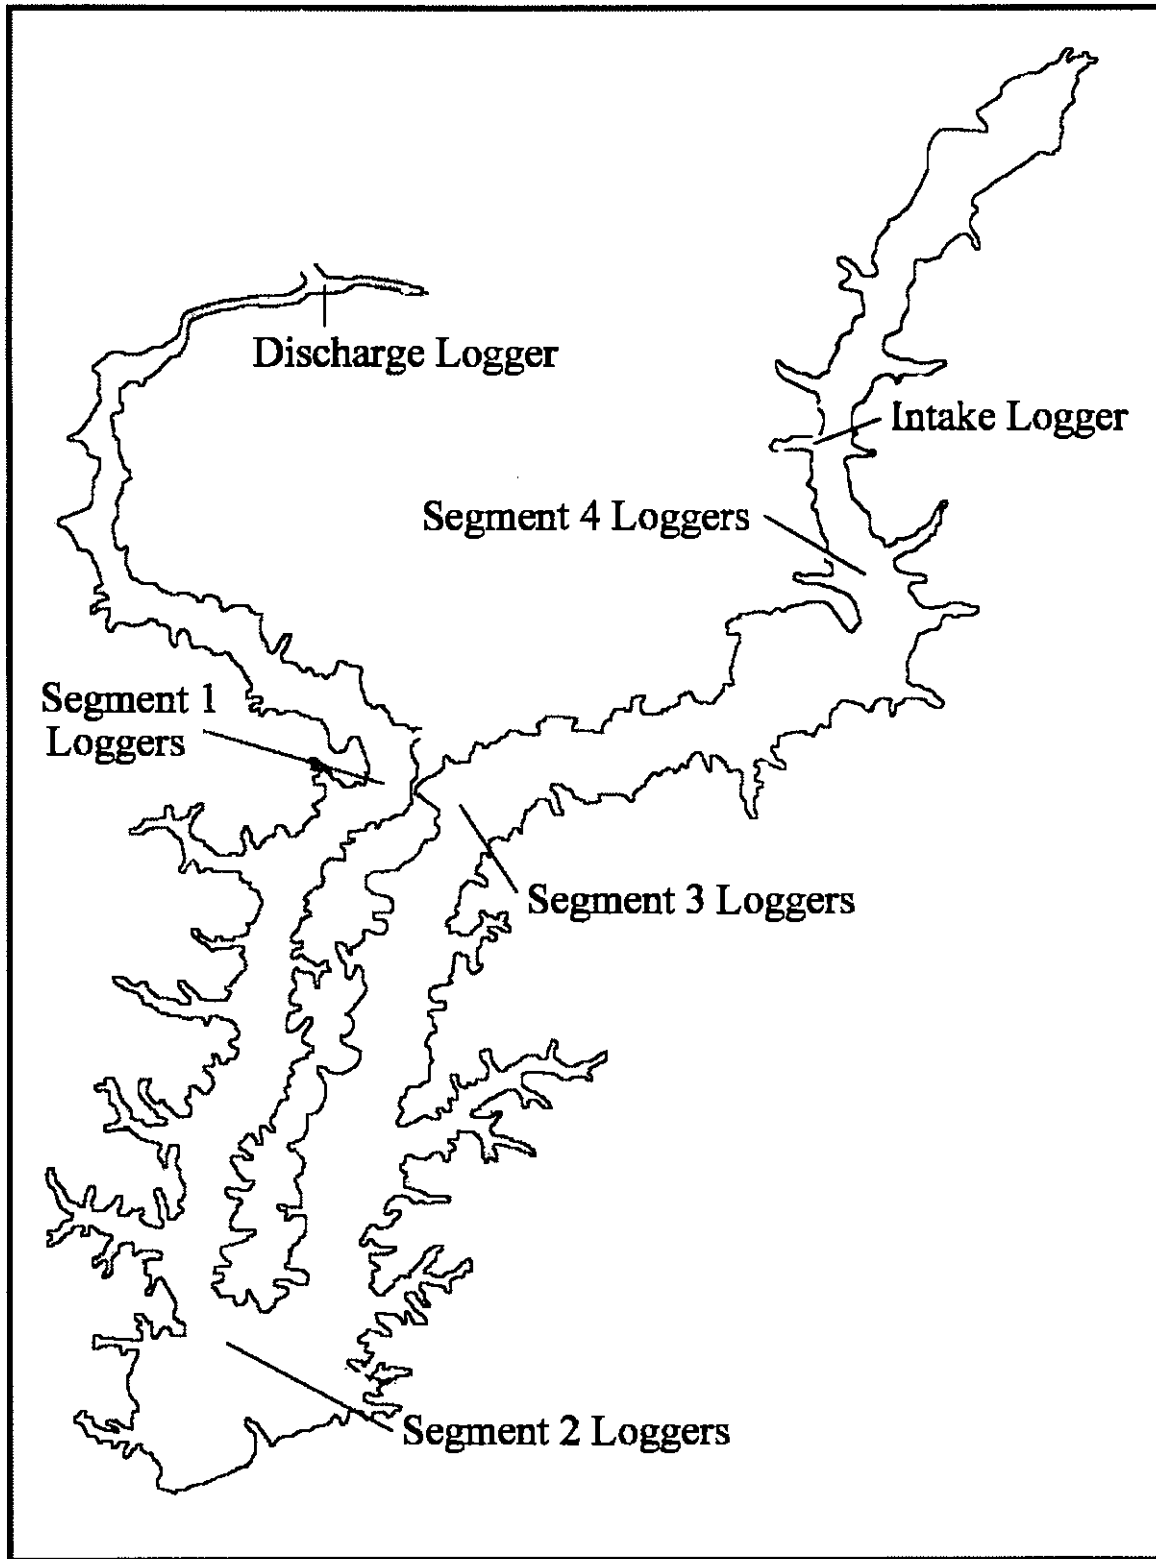 Discharge Logger
Intake Logger
Segment 4 Loggers
Segment 1
Loggers
Segment 3 Loggers
Segment 2 Loggers